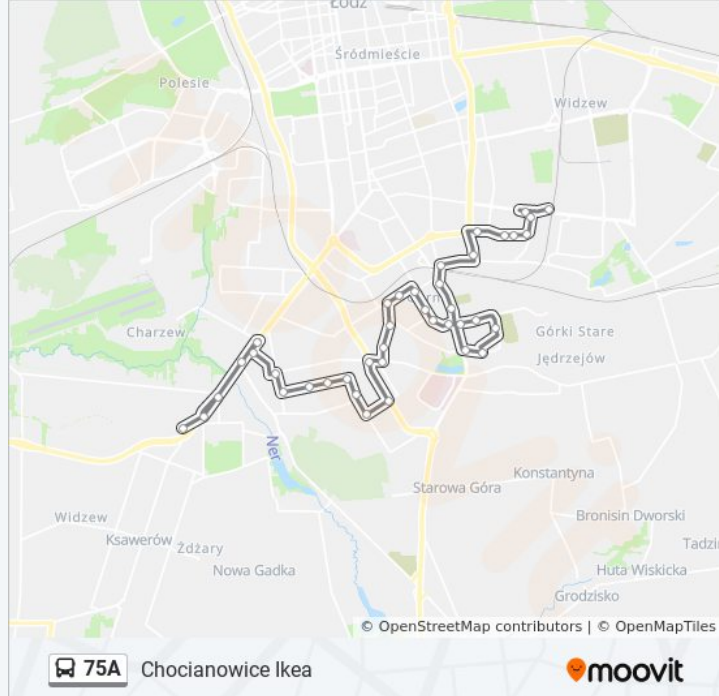 Łódź
Śródmieście
Polesie
Widzew
Charzew
Górki Stare
Jędrzejów
Ner
Konstantyna
Starowa Góra
Bronisin Dworski
Widzew
Ksawerów
Żdżary
Nowa Gadka
Huta Wiskicka
Grodzisko
© OpenStreetMap contributors | © OpenMapTiles
75A Chocianowice Ikea
moovit